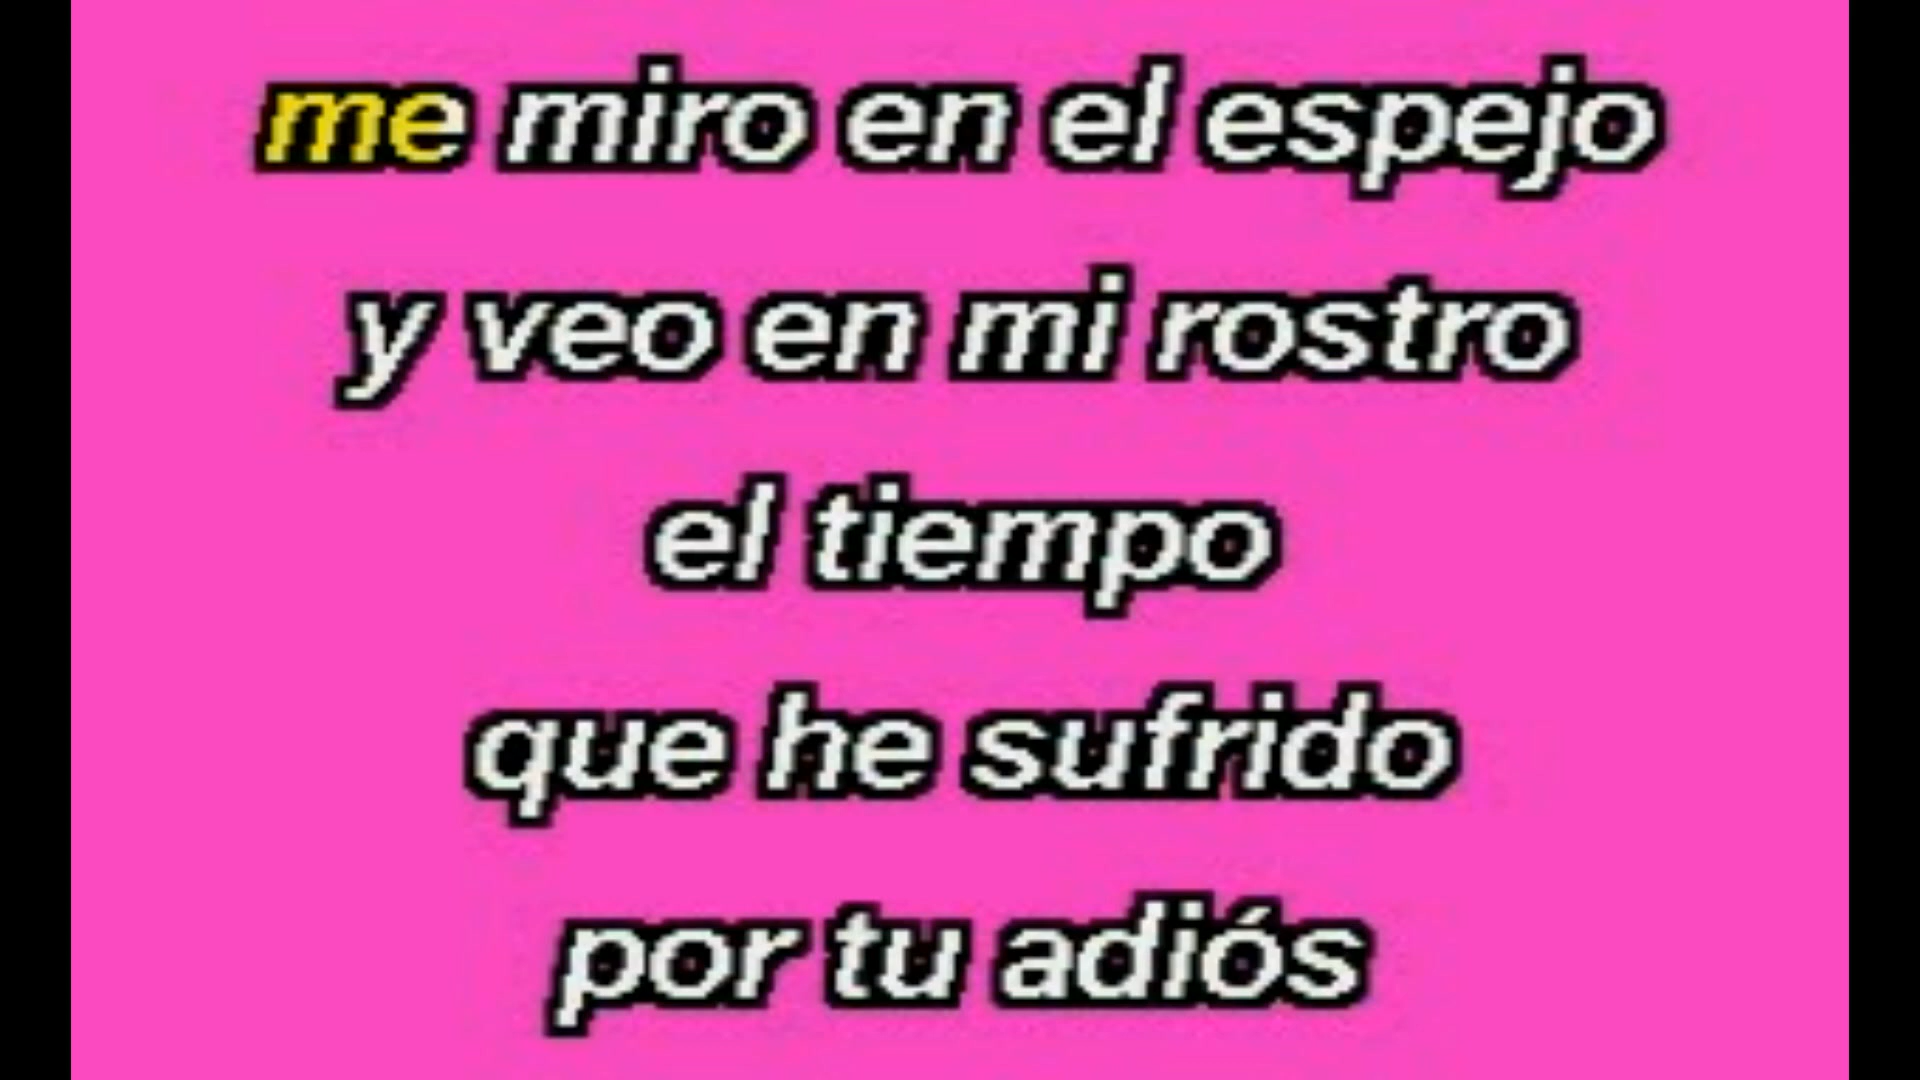 me miro en el espejo
y veo en mi rostro
el tiempo
que he sufrido
por tu adiós